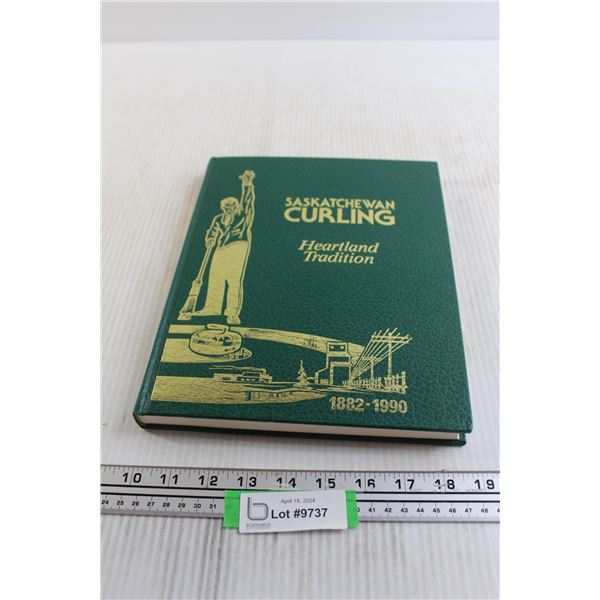 SASKATCHEWAN
CURLING
Heartland
Tradition
1882-1990
10 11 12 13 14 15 16 17 18 19
April 18, 2024
Lot #9737
b
BODNARUS